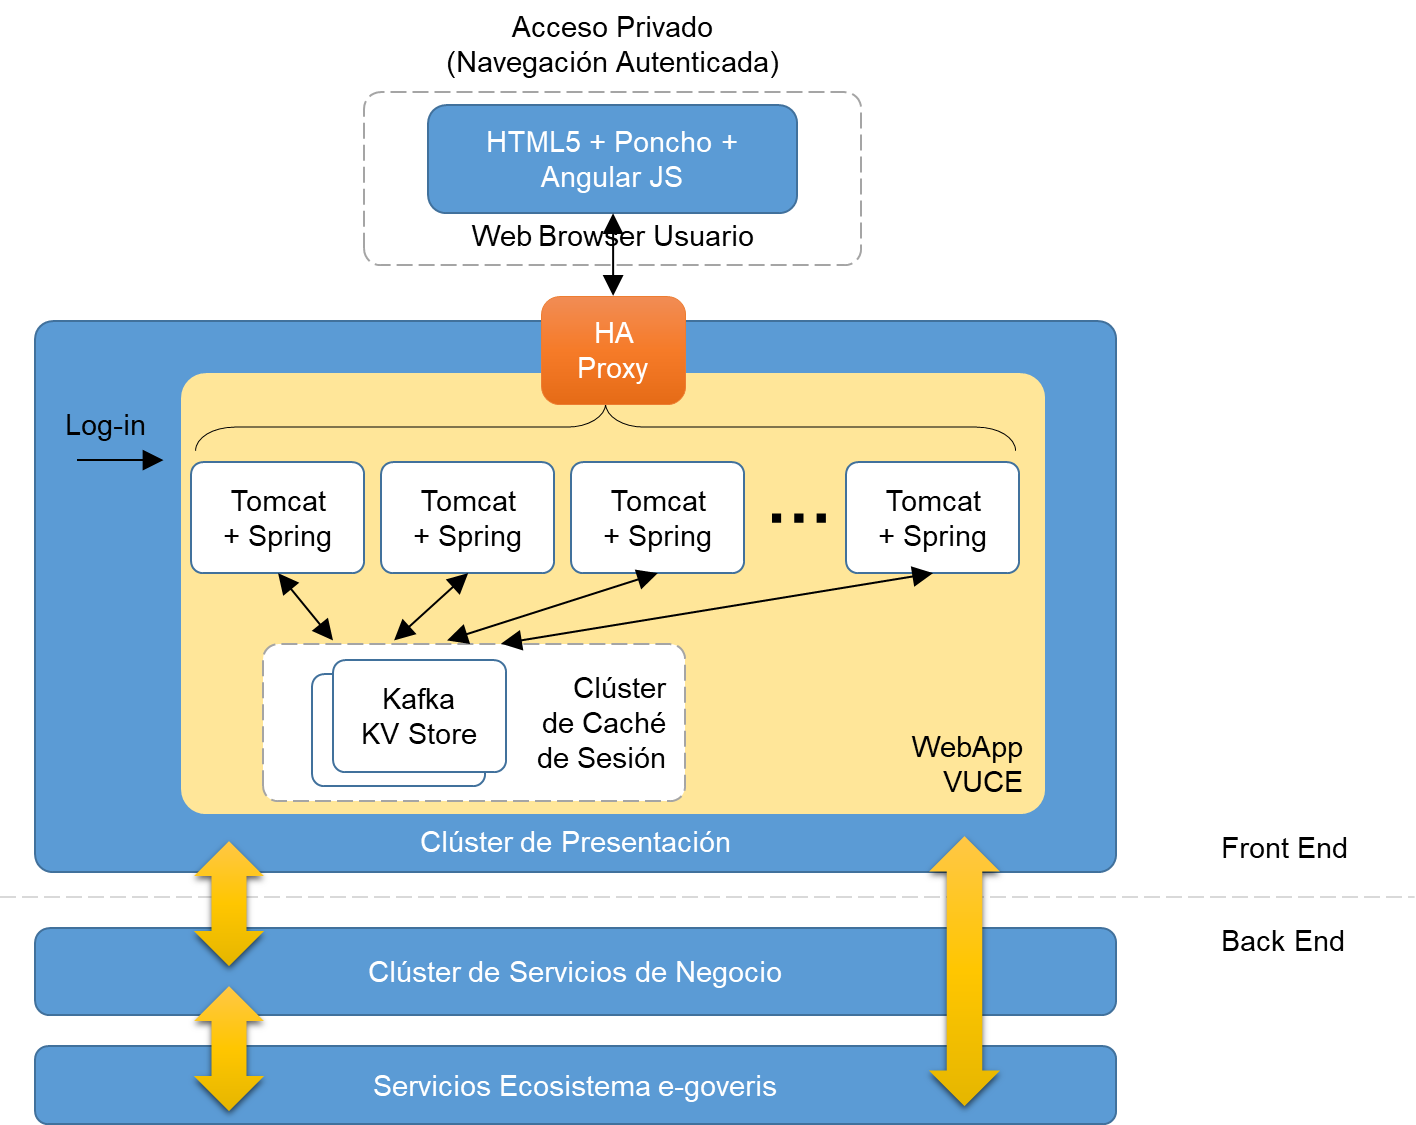 Acceso Privado
(Navegación Autenticada)
HTML5 + Poncho +
Angular JS
Web Browser Usuario
HA
Proxy
Log-in
Tomcat
+ Spring
Tomcat
+ Spring
Tomcat
+ Spring
...
Tomcat
+ Spring
Kafka
KV Store
Clúster
de Caché
de Sesión
WebApp
VUCE
Clúster de Presentación
Front End
Back End
Clúster de Servicios de Negocio
Servicios Ecosistema e-goveris